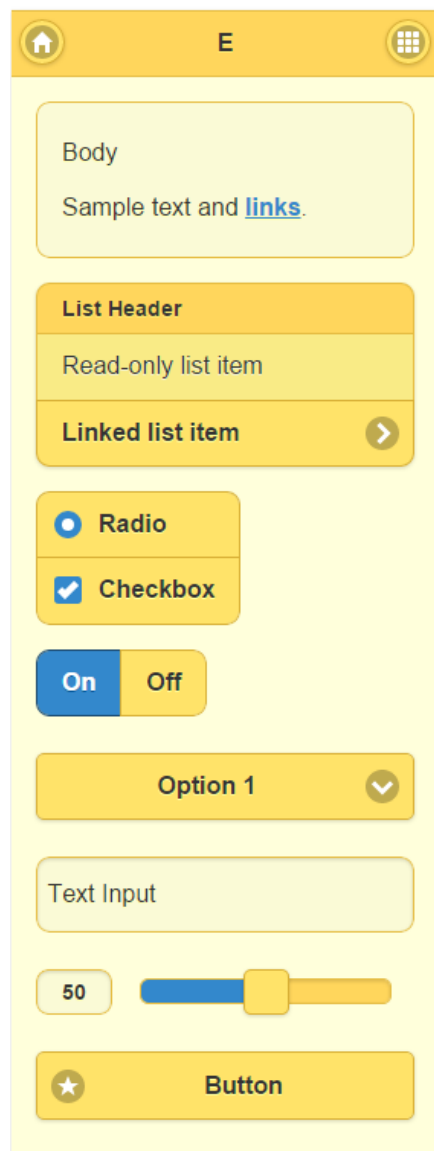 E
Body
Sample text and links.
List Header
Read-only list item
Linked list item
Radio
Checkbox
On Off
Option 1
Text Input
50
Button